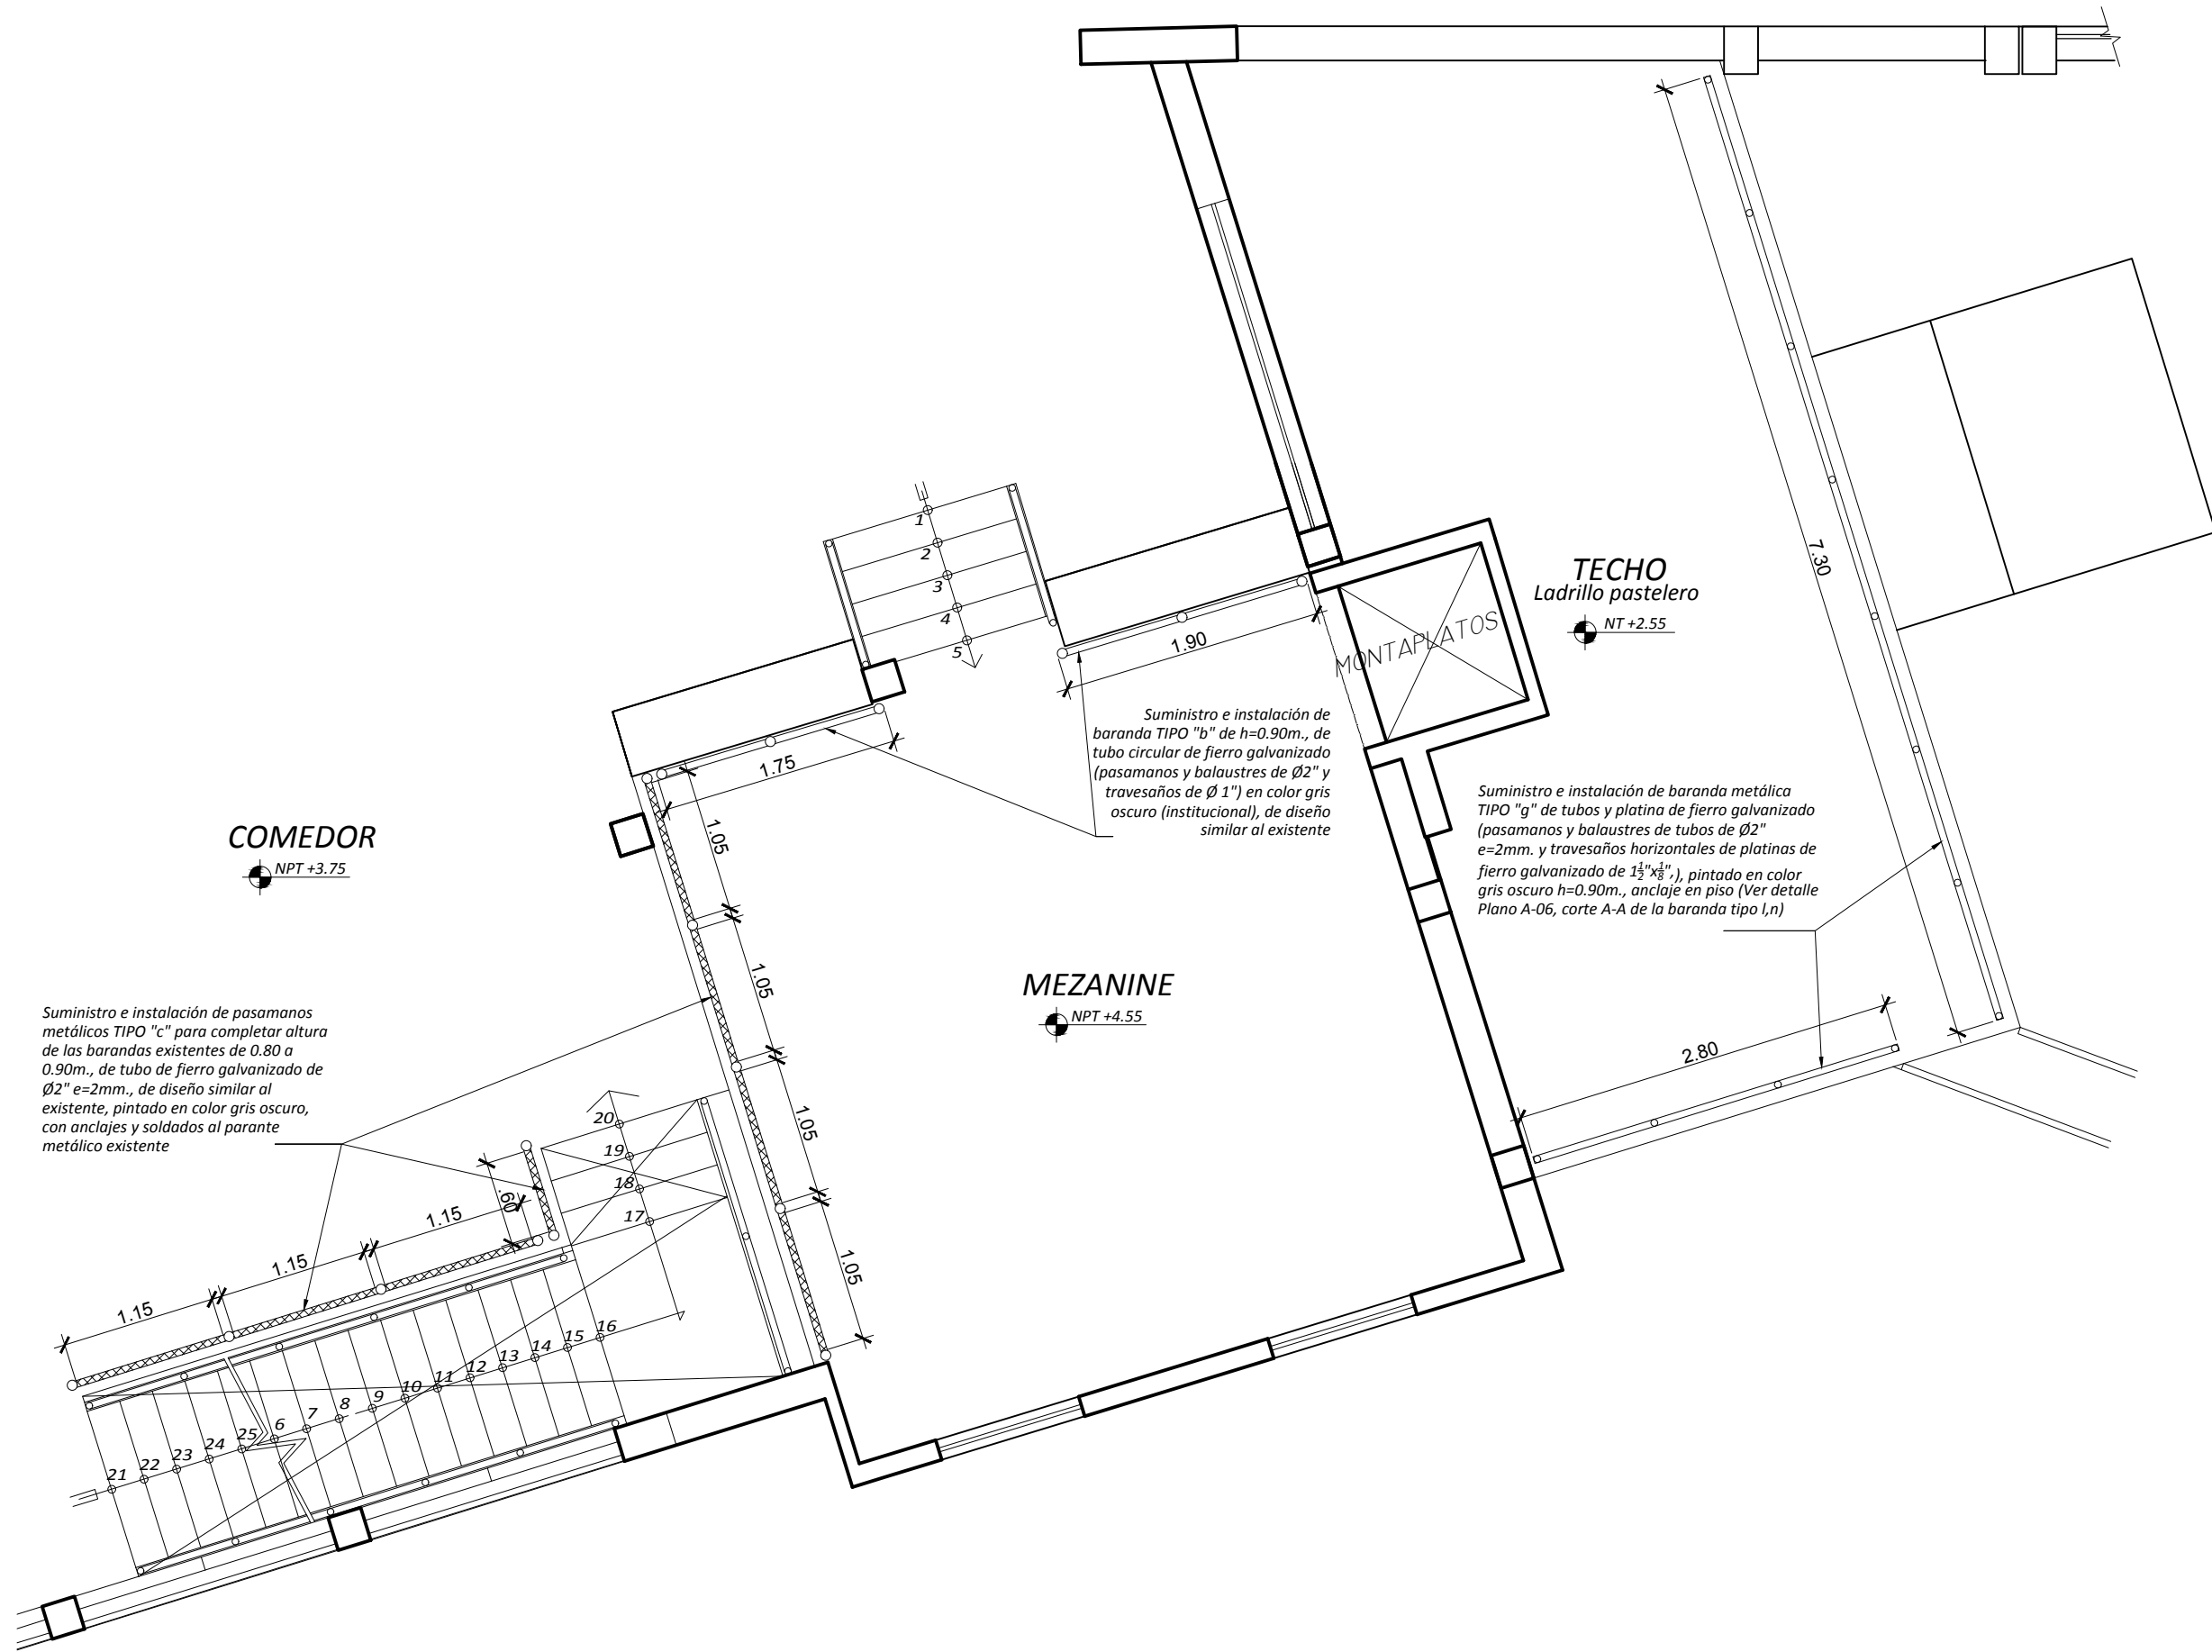 TECHO
Ladrillo pastelero
NT +2.55
7.30
1
2
3
4
5
1.90
MONTAPLATOS
Suministro e instalación de
baranda TIPO "b" de h=0.90m., de
tubo circular de fierro galvanizado
(pasamanos y balaustres de Ø2" y
travesaños de Ø 1") en color gris
oscuro (institucional), de diseño
similar al existente
1.75
Suministro e instalación de baranda metálica
TIPO "g" de tubos y platina de fierro galvanizado
(pasamanos y balaustres de tubos de Ø2"
e=2mm. y travesaños horizontales de platinas de
fierro galvanizado de 1½"x⅛",), pintado en color
gris oscuro h=0.90m., anclaje en piso (Ver detalle
Plano A-06, corte A-A de la baranda tipo l,n)
COMEDOR
NPT +3.75
1.05
1.05
1.05
1.05
MEZANINE
NPT +4.55
Suministro e instalación de pasamanos
metálicos TIPO "c" para completar altura
de las barandas existentes de 0.80 a
0.90m., de tubo de fierro galvanizado de
Ø2" e=2mm., de diseño similar al
existente, pintado en color gris oscuro,
con anclajes y soldados al parante
metálico existente
2.80
20
19
18
17
.60
1.15
1.15
1.15
16
15
14
13
12
11
10
9
8
7
6
25
24
23
22
21